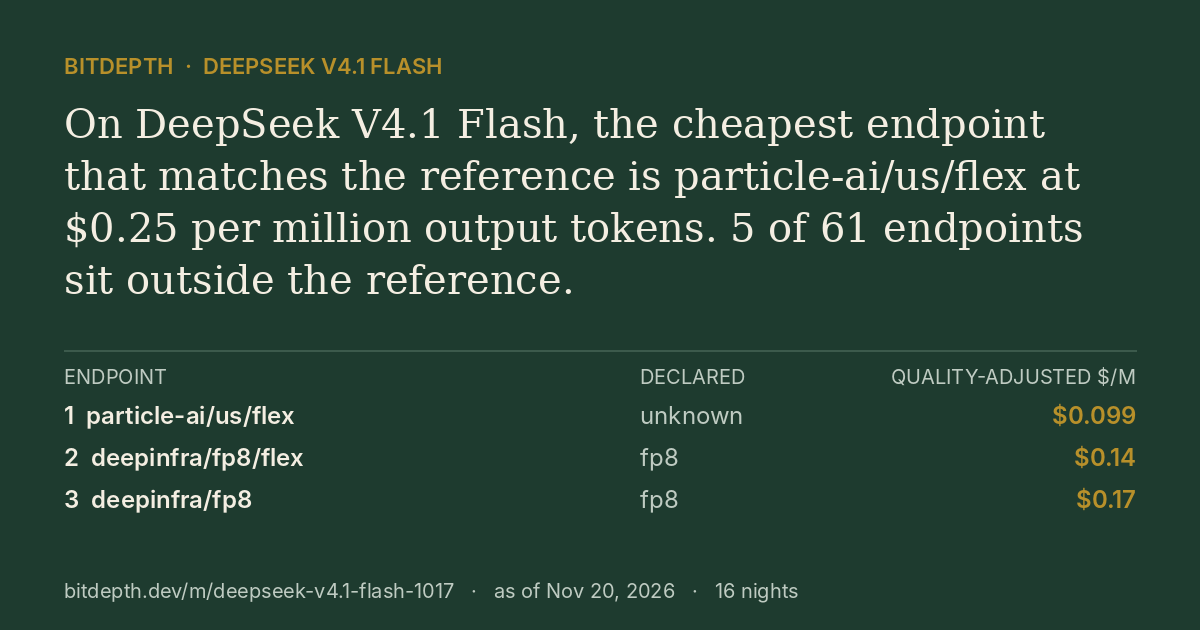 BITDEPTH · DEEPSEEK V4.1 FLASH
On DeepSeek V4.1 Flash, the cheapest endpoint
that matches the reference is particle-ai/us/flex at
$0.25 per million output tokens. 5 of 61 endpoints
sit outside the reference.
ENDPOINT DECLARED QUALITY-ADJUSTED $/M
1 particle-ai/us/flex unknown $0.099
2 deepinfra/fp8/flex fp8 $0.14
3 deepinfra/fp8 fp8 $0.17
bitdepth.dev/m/deepseek-v4.1-flash-1017 · as of Nov 20, 2026 · 16 nights